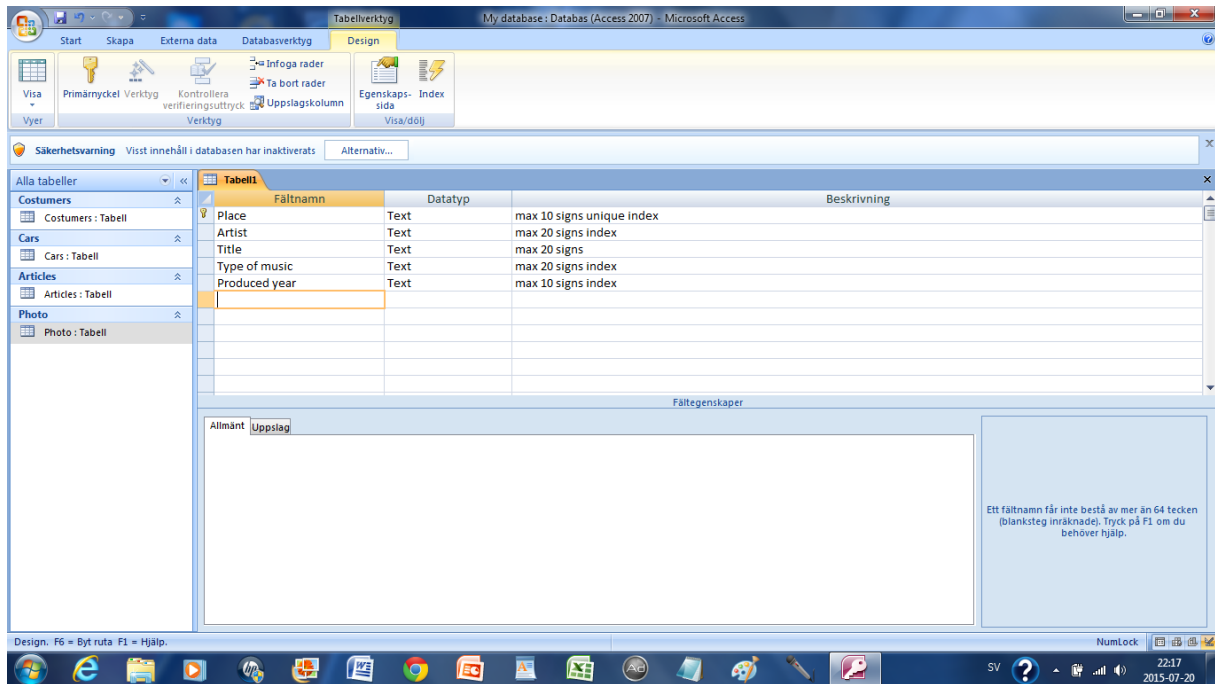 Tabellverktyg
My database : Databas (Access 2007) - Microsoft Access
Start Skapa Externa data Databasverktyg Design
Visa
Primärnyckel
Verktyg
Kontrollera
verifieringsuttryck
Infoga rader
Ta bort rader
Uppslagskolumn
Egenskaps-
sida
Index
Vyer
Verktyg
Visa/dölj
Säkerhetsvarning Visst innehåll i databasen har inaktiverats Alternativ...
Alla tabeller
Costumers
Costumers : Tabell
Cars
Cars : Tabell
Articles
Articles : Tabell
Photo
Photo : Tabell
Tabell1
Fältnamn Datatyp Beskrivning
Place Text max 10 signs unique index
Artist Text max 20 signs index
Title Text max 20 signs
Type of music Text max 20 signs index
Produced year Text max 10 signs index
Fältegenskaper
Allmänt Uppslag
Ett fältnamn får inte bestå av mer än 64 tecken
(blanksteg inräknade). Tryck på F1 om du
behöver hjälp.
Design. F6 = Byt ruta F1 = Hjälp.
NumLock
hp
Ad
SV
22:17
2015-07-20